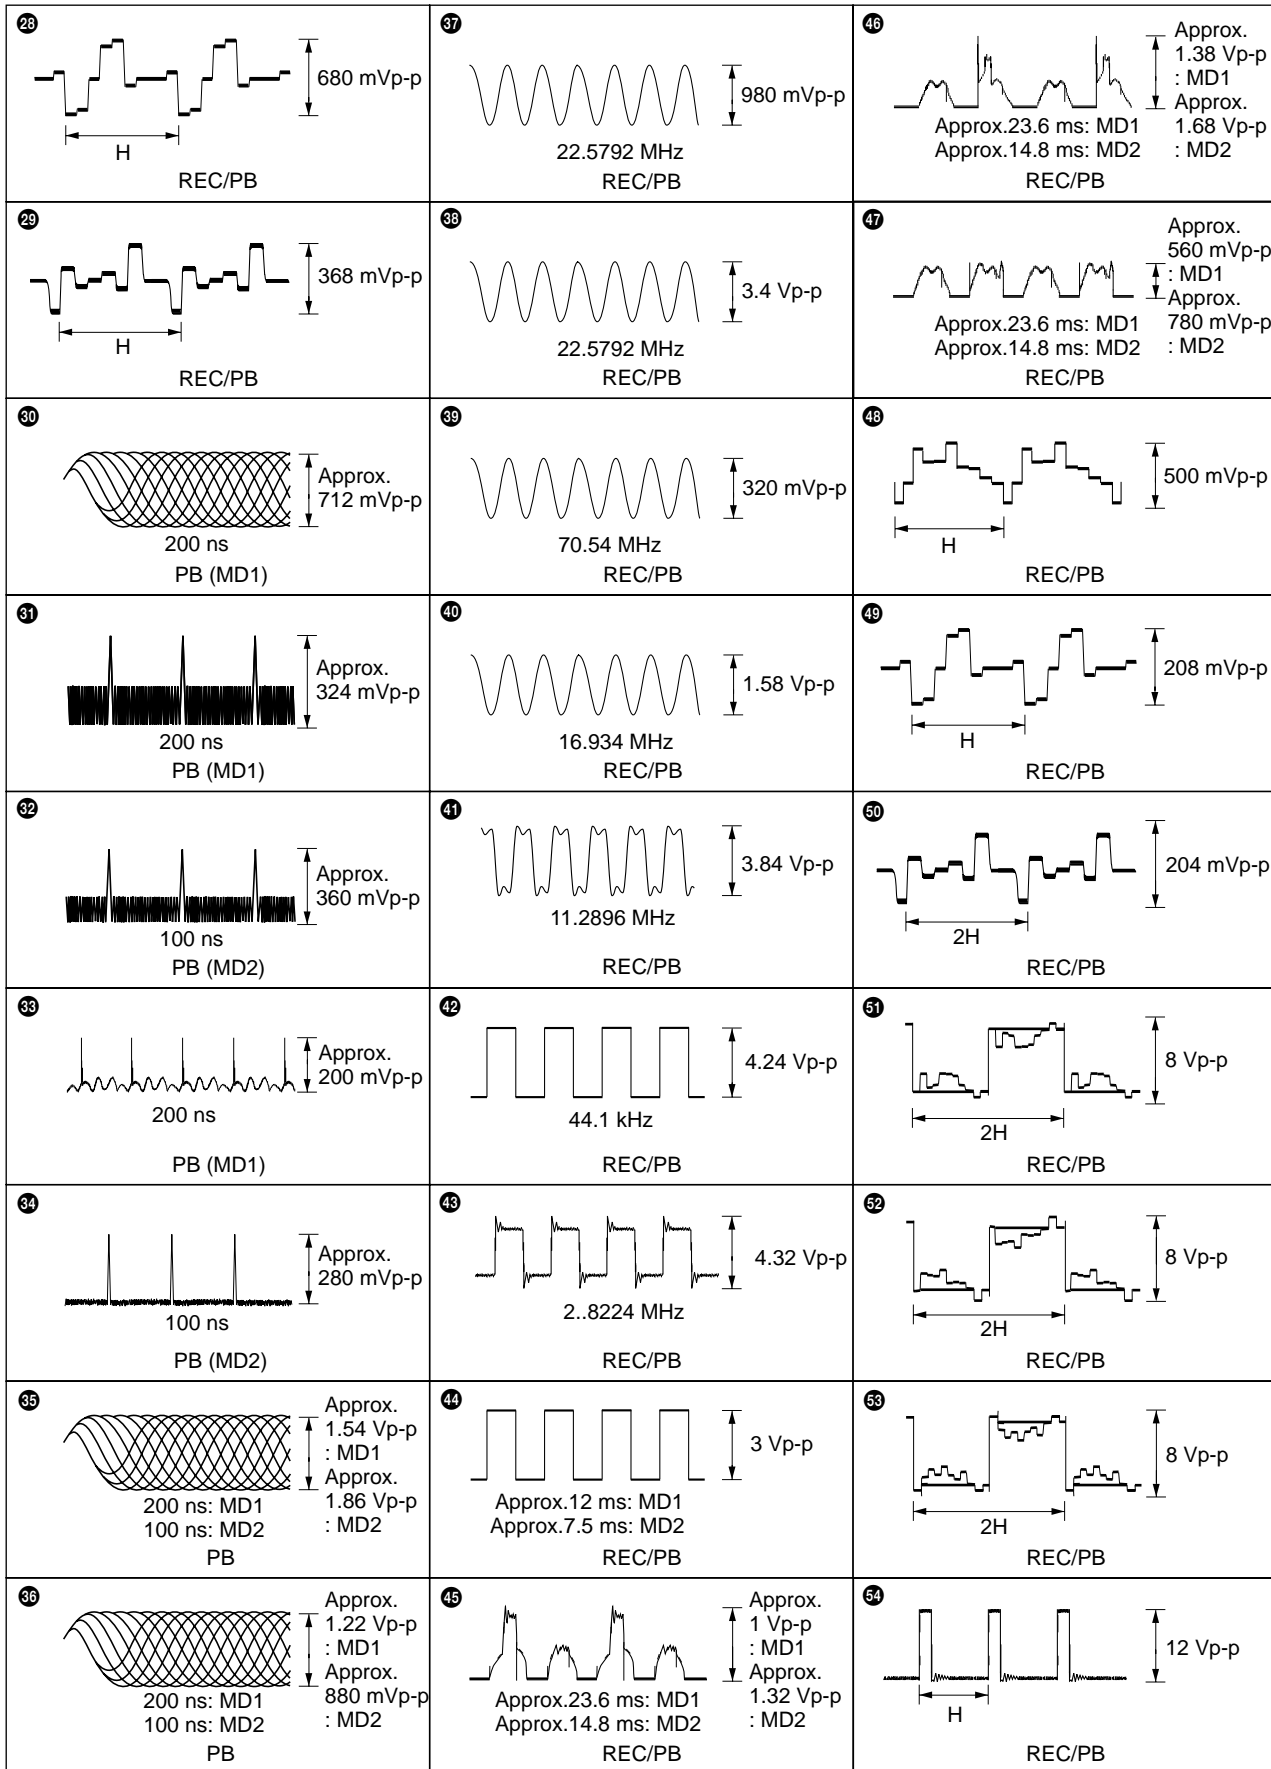 28
680 mVp-p
H
REC/PB
29
368 mVp-p
H
REC/PB
30
Approx.
712 mVp-p
200 ns
PB (MD1)
31
Approx.
324 mVp-p
200 ns
PB (MD1)
32
Approx.
360 mVp-p
100 ns
PB (MD2)
33
Approx.
200 mVp-p
200 ns
PB (MD1)
34
Approx.
280 mVp-p
100 ns
PB (MD2)
35
Approx.
1.54 Vp-p
: MD1
Approx.
1.86 Vp-p
: MD2
200 ns: MD1
100 ns: MD2
PB
36
Approx.
1.22 Vp-p
: MD1
Approx.
880 mVp-p
: MD2
200 ns: MD1
100 ns: MD2
PB
37
980 mVp-p
22.5792 MHz
REC/PB
38
3.4 Vp-p
22.5792 MHz
REC/PB
39
320 mVp-p
70.54 MHz
REC/PB
40
1.58 Vp-p
16.934 MHz
REC/PB
41
3.84 Vp-p
11.2896 MHz
REC/PB
42
4.24 Vp-p
44.1 kHz
REC/PB
43
4.32 Vp-p
2..8224 MHz
REC/PB
44
3 Vp-p
Approx.12 ms: MD1
Approx.7.5 ms: MD2
REC/PB
45
Approx.
1 Vp-p
: MD1
Approx.
1.32 Vp-p
: MD2
Approx.23.6 ms: MD1
Approx.14.8 ms: MD2
REC/PB
46
Approx.
1.38 Vp-p
: MD1
Approx.
1.68 Vp-p
: MD2
Approx.23.6 ms: MD1
Approx.14.8 ms: MD2
REC/PB
47
Approx.
560 mVp-p
: MD1
Approx.
780 mVp-p
: MD2
Approx.23.6 ms: MD1
Approx.14.8 ms: MD2
REC/PB
48
500 mVp-p
H
REC/PB
49
208 mVp-p
H
REC/PB
50
204 mVp-p
2H
REC/PB
51
8 Vp-p
2H
REC/PB
52
8 Vp-p
2H
REC/PB
53
8 Vp-p
2H
REC/PB
54
12 Vp-p
H
REC/PB